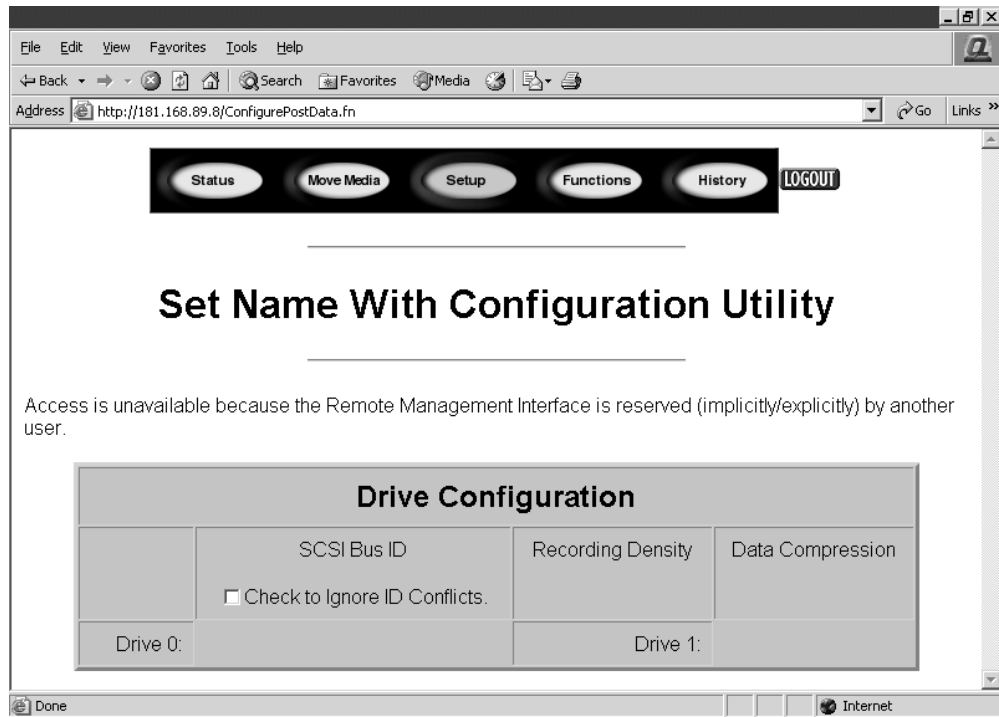 File Edit View Favorites Tools Help
Back Search Favorites Media
Address http://181.168.89.8/ConfigurePostData.fn Go Links »
Status Move Media Setup Functions History LOGOUT
Set Name With Configuration Utility
Access is unavailable because the Remote Management Interface is reserved (implicitly/explicitly) by another
user.
Drive Configuration
SCSI Bus ID Recording Density Data Compression
Check to Ignore ID Conflicts.
Drive 0: Drive 1:
Done Internet